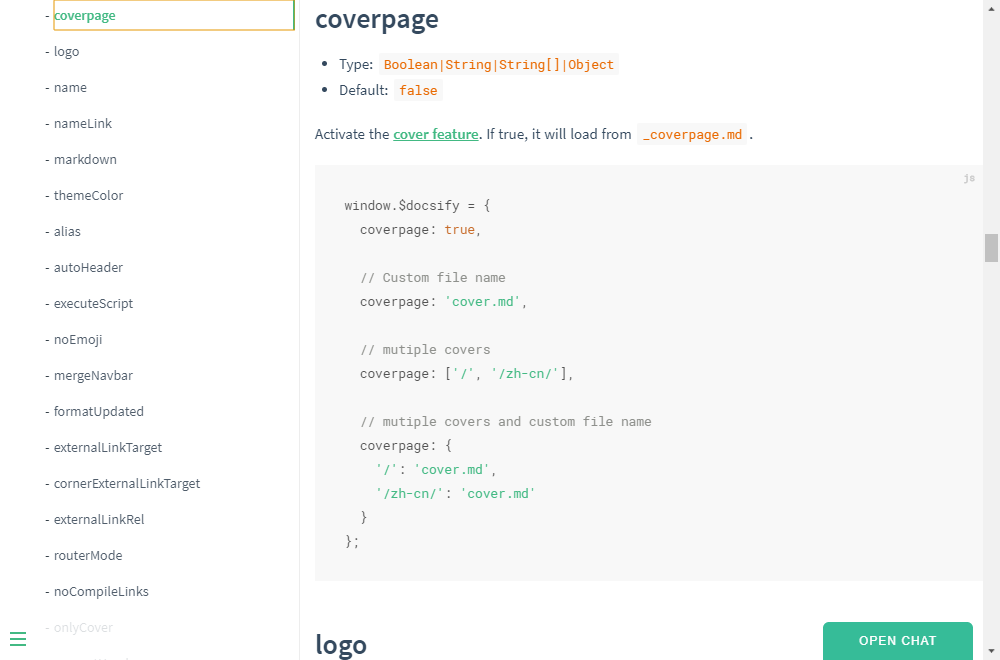 - coverpage
- logo
- name
- nameLink
- markdown
- themeColor
- alias
- autoHeader
- executeScript
- noEmoji
- mergeNavbar
- formatUpdated
- externalLinkTarget
- cornerExternalLinkTarget
- externalLinkRel
- routerMode
- noCompileLinks
- onlyCover
coverpage
Type: Boolean|String|String[]|Object
Default: false
Activate the cover feature. If true, it will load from _coverpage.md .
js
window.$docsify = {
  coverpage: true,

  // Custom file name
  coverpage: 'cover.md',

  // mutiple covers
  coverpage: ['/', '/zh-cn/'],

  // mutiple covers and custom file name
  coverpage: {
    '/': 'cover.md',
    '/zh-cn/': 'cover.md'
  }
};
logo
OPEN CHAT